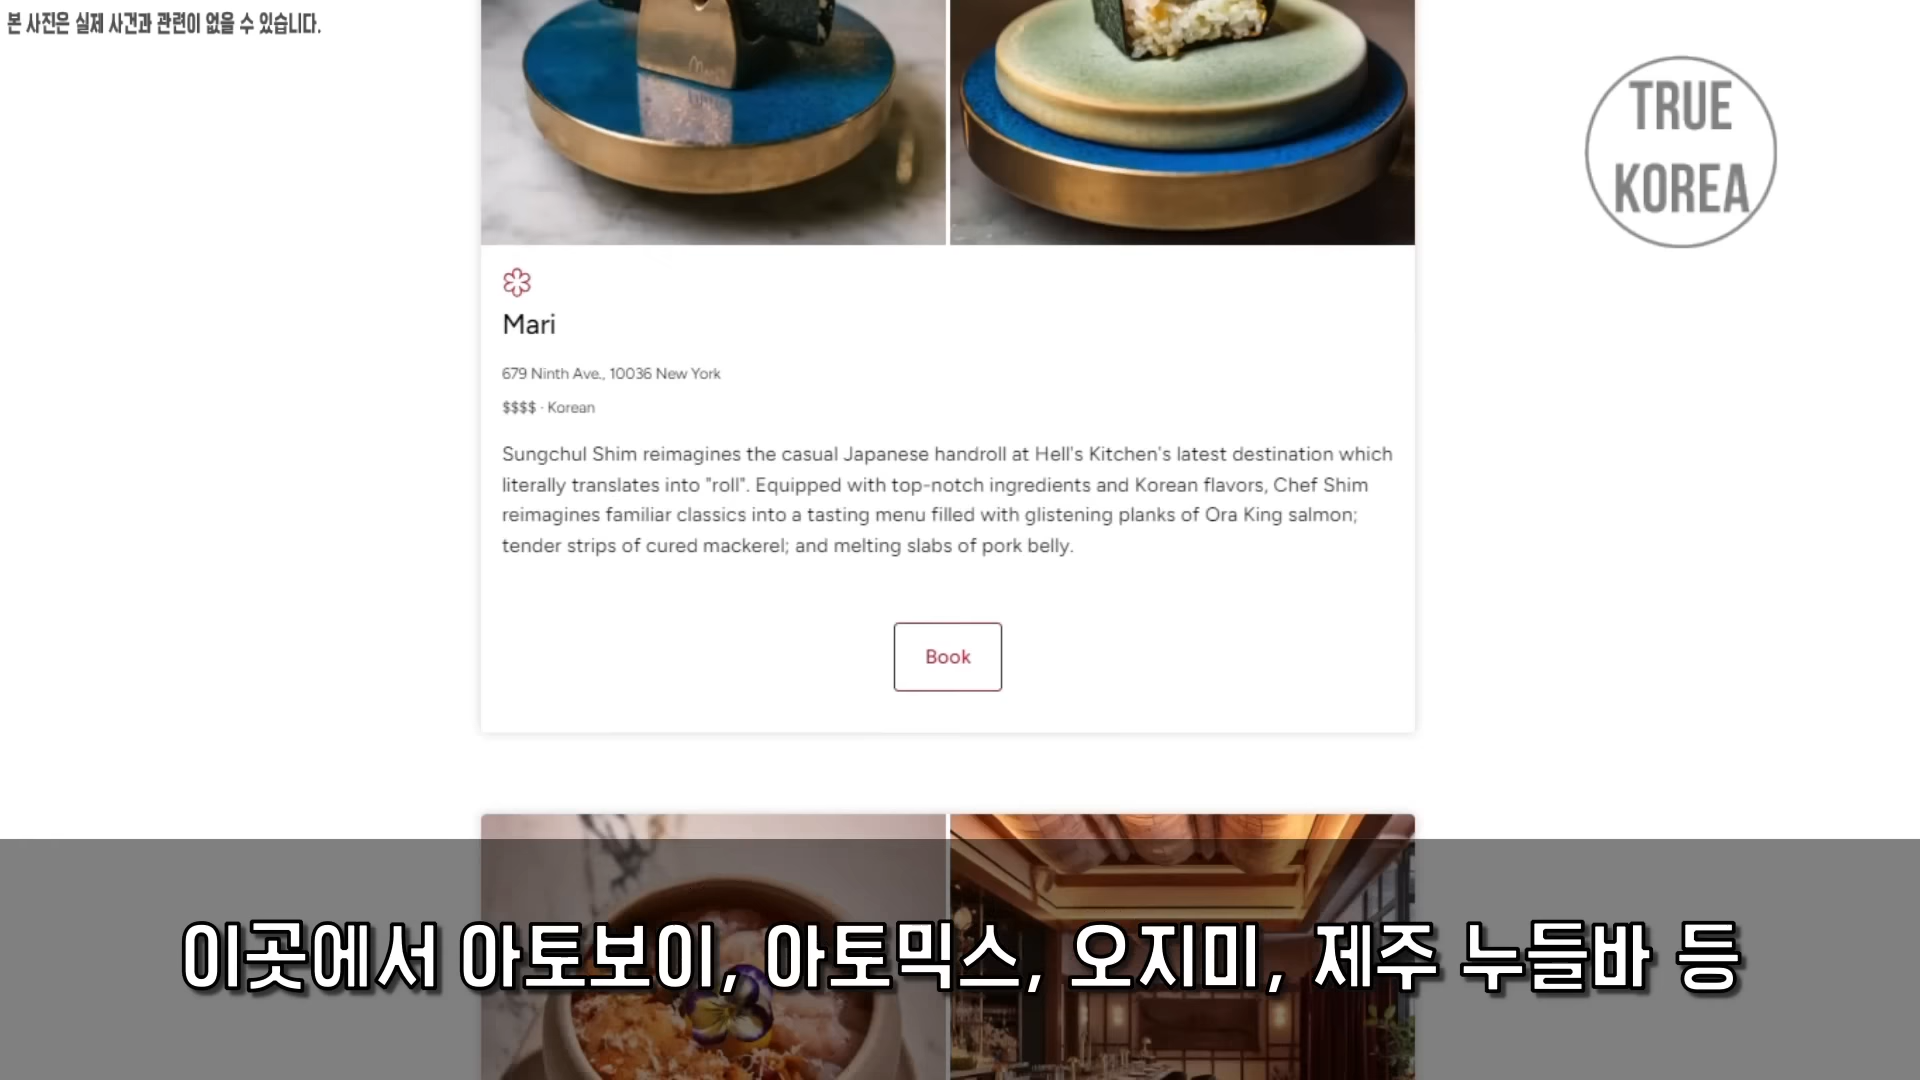 본 사진은 실제 사건과 관련이 없을 수 있습니다.
TRUE
KOREA
Mari
679 Ninth Ave., 10036 New York
$$$$ · Korean
Sungchul Shim reimagines the casual Japanese handroll at Hell's Kitchen's latest destination which
literally translates into "roll". Equipped with top-notch ingredients and Korean flavors, Chef Shim
reimagines familiar classics into a tasting menu filled with glistening planks of Ora King salmon;
tender strips of cured mackerel; and melting slabs of pork belly.
Book
이곳에서 아토보이, 아토믹스, 오지미, 제주 누들바 등